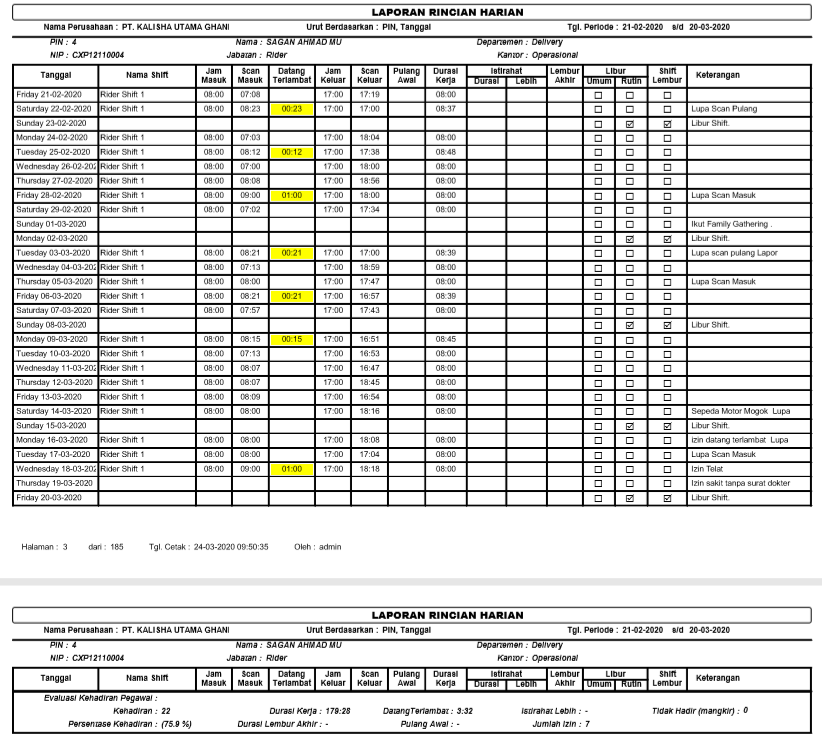 LAPORAN RINCIAN HARIAN
Nama Perusahaan : PT. KALISHA UTAMA GHANI Urut Berdasarkan : PIN, Tanggal Tgl. Periode : 21-02-2020 s/d 20-03-2020
PIN : 4 Nama : SAGAN AHMAD MU Departemen : Delivery
NIP : CXP12110004 Jabatan : Rider Kantor : Operasional
Tanggal Nama Shift Jam Masuk Scan Masuk Datang Terlambat Jam Keluar Scan Keluar Pulang Awal Durasi Kerja Istirahat Durasi Lebih Lembur Akhir Libur Umum Rutin Shift Lembur Keterangan
Friday 21-02-2020 Rider Shift 1 08:00 07:08 17:00 17:19 08:00
Saturday 22-02-2020 Rider Shift 1 08:00 08:23 00:23 17:00 17:00 08:37 Lupa Scan Pulang
Sunday 23-02-2020 Libur Shift.
Monday 24-02-2020 Rider Shift 1 08:00 07:03 17:00 18:04 08:00
Tuesday 25-02-2020 Rider Shift 1 08:00 08:12 00:12 17:00 17:38 08:48
Wednesday 26-02-202 Rider Shift 1 08:00 07:00 17:00 18:00 08:00
Thursday 27-02-2020 Rider Shift 1 08:00 08:08 17:00 18:56 08:00
Friday 28-02-2020 Rider Shift 1 08:00 09:00 01:00 17:00 18:00 08:00 Lupa Scan Masuk
Saturday 29-02-2020 Rider Shift 1 08:00 07:02 17:00 17:34 08:00
Sunday 01-03-2020 Ikut Family Gathering .
Monday 02-03-2020 Libur Shift.
Tuesday 03-03-2020 Rider Shift 1 08:00 08:21 00:21 17:00 17:00 08:39 Lupa scan pulang Lapor
Wednesday 04-03-202 Rider Shift 1 08:00 07:13 17:00 18:59 08:00
Thursday 05-03-2020 Rider Shift 1 08:00 08:00 17:00 17:47 08:00 Lupa Scan Masuk
Friday 06-03-2020 Rider Shift 1 08:00 08:21 00:21 17:00 16:57 08:39
Saturday 07-03-2020 Rider Shift 1 08:00 07:57 17:00 17:43 08:00
Sunday 08-03-2020 Libur Shift.
Monday 09-03-2020 Rider Shift 1 08:00 08:15 00:15 17:00 16:51 08:45
Tuesday 10-03-2020 Rider Shift 1 08:00 07:13 17:00 16:53 08:00
Wednesday 11-03-202 Rider Shift 1 08:00 08:07 17:00 16:47 08:00
Thursday 12-03-2020 Rider Shift 1 08:00 08:07 17:00 18:45 08:00
Friday 13-03-2020 Rider Shift 1 08:00 08:09 17:00 16:54 08:00
Saturday 14-03-2020 Rider Shift 1 08:00 08:00 17:00 18:16 08:00 Sepeda Motor Mogok Lupa
Sunday 15-03-2020 Libur Shift.
Monday 16-03-2020 Rider Shift 1 08:00 08:00 17:00 18:08 08:00 izin datang terlambat Lupa
Tuesday 17-03-2020 Rider Shift 1 08:00 08:00 17:00 17:04 08:00 Lupa Scan Masuk
Wednesday 18-03-202 Rider Shift 1 08:00 09:00 01:00 17:00 18:18 08:00 Izin Telat
Thursday 19-03-2020 Izin sakit tanpa surat dokter
Friday 20-03-2020 Libur Shift.
Halaman : 3 dari : 185 Tgl. Cetak : 24-03-2020 09:50:35 Oleh : admin
LAPORAN RINCIAN HARIAN
Nama Perusahaan : PT. KALISHA UTAMA GHANI Urut Berdasarkan : PIN, Tanggal Tgl. Periode : 21-02-2020 s/d 20-03-2020
PIN : 4 Nama : SAGAN AHMAD MU Departemen : Delivery
NIP : CXP12110004 Jabatan : Rider Kantor : Operasional
Tanggal Nama Shift Jam Masuk Scan Masuk Datang Terlambat Jam Keluar Scan Keluar Pulang Awal Durasi Kerja Istirahat Durasi Lebih Lembur Akhir Libur Umum Rutin Shift Lembur Keterangan
Evaluasi Kehadiran Pegawai :
Kehadiran : 22 Durasi Kerja : 179:28 DatangTerlambat : 3:32 Istirahat Lebih : - Tidak Hadir (mangkir) : 0
Persentase Kehadiran : (75.9 %) Durasi Lembur Akhir : - Pulang Awal : - Jumlah Izin : 7